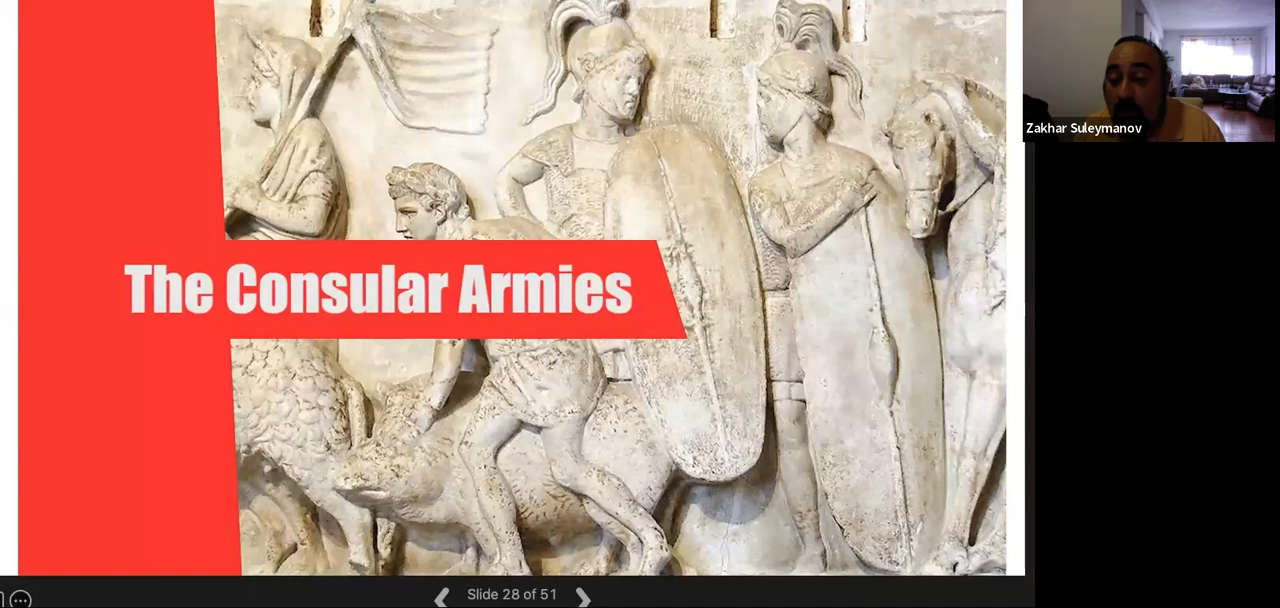 The Consular Armies
Zakhar Suleymanov
Slide 28 of 51